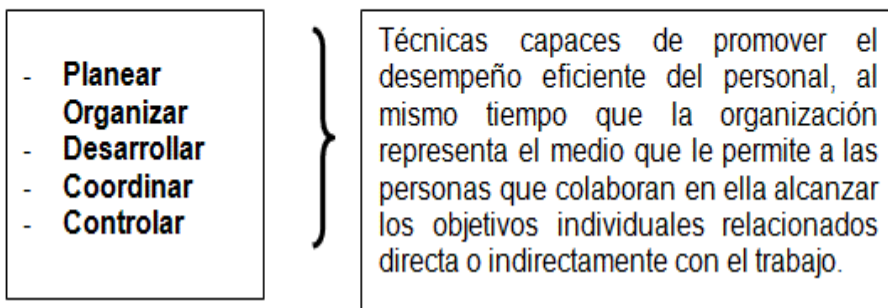 - Planear
Organizar
- Desarrollar
- Coordinar
- Controlar
Técnicas capaces de promover el
desempeño eficiente del personal, al
mismo tiempo que la organización
representa el medio que le permite a las
personas que colaboran en ella alcanzar
los objetivos individuales relacionados
directa o indirectamente con el trabajo.